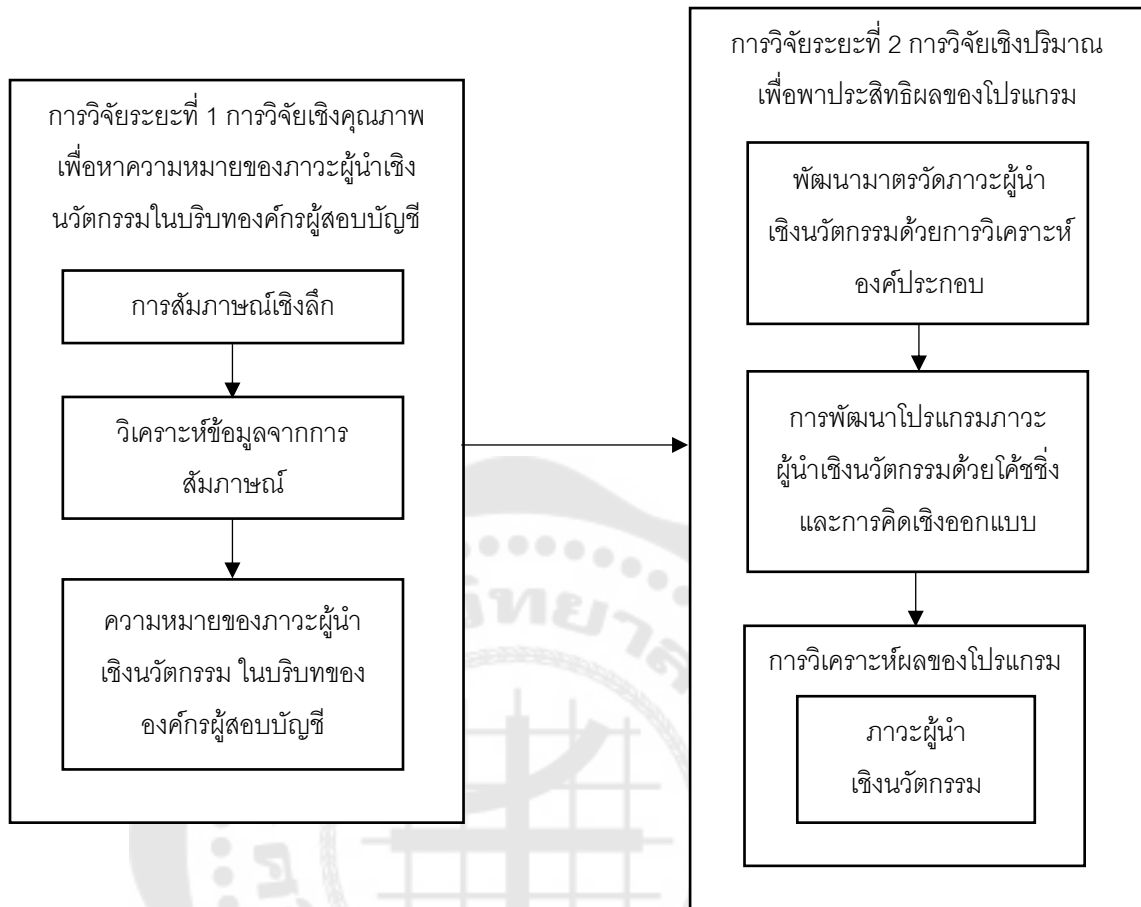 การวิจัยระยะที่ 1 การวิจัยเชิงคุณภาพ
เพื่อหาความหมายของภาวะผู้นำเชิง
นวัตกรรมในบริบทองค์กรผู้สอบบัญชี
การสัมภาษณ์เชิงลึก
วิเคราะห์ข้อมูลจากการ
สัมภาษณ์
ความหมายของภาวะผู้นำ
เชิงนวัตกรรม ในบริบทของ
องค์กรผู้สอบบัญชี
การวิจัยระยะที่ 2 การวิจัยเชิงปริมาณ
เพื่อพาประสิทธิผลของโปรแกรม
พัฒนามาตรวัดภาวะผู้นำ
เชิงนวัตกรรมด้วยการวิเคราะห์
องค์ประกอบ
การพัฒนาโปรแกรมภาวะ
ผู้นำเชิงนวัตกรรมด้วยโค้ชชิ่ง
และการคิดเชิงออกแบบ
การวิเคราะห์ผลของโปรแกรม
ภาวะผู้นำ
เชิงนวัตกรรม